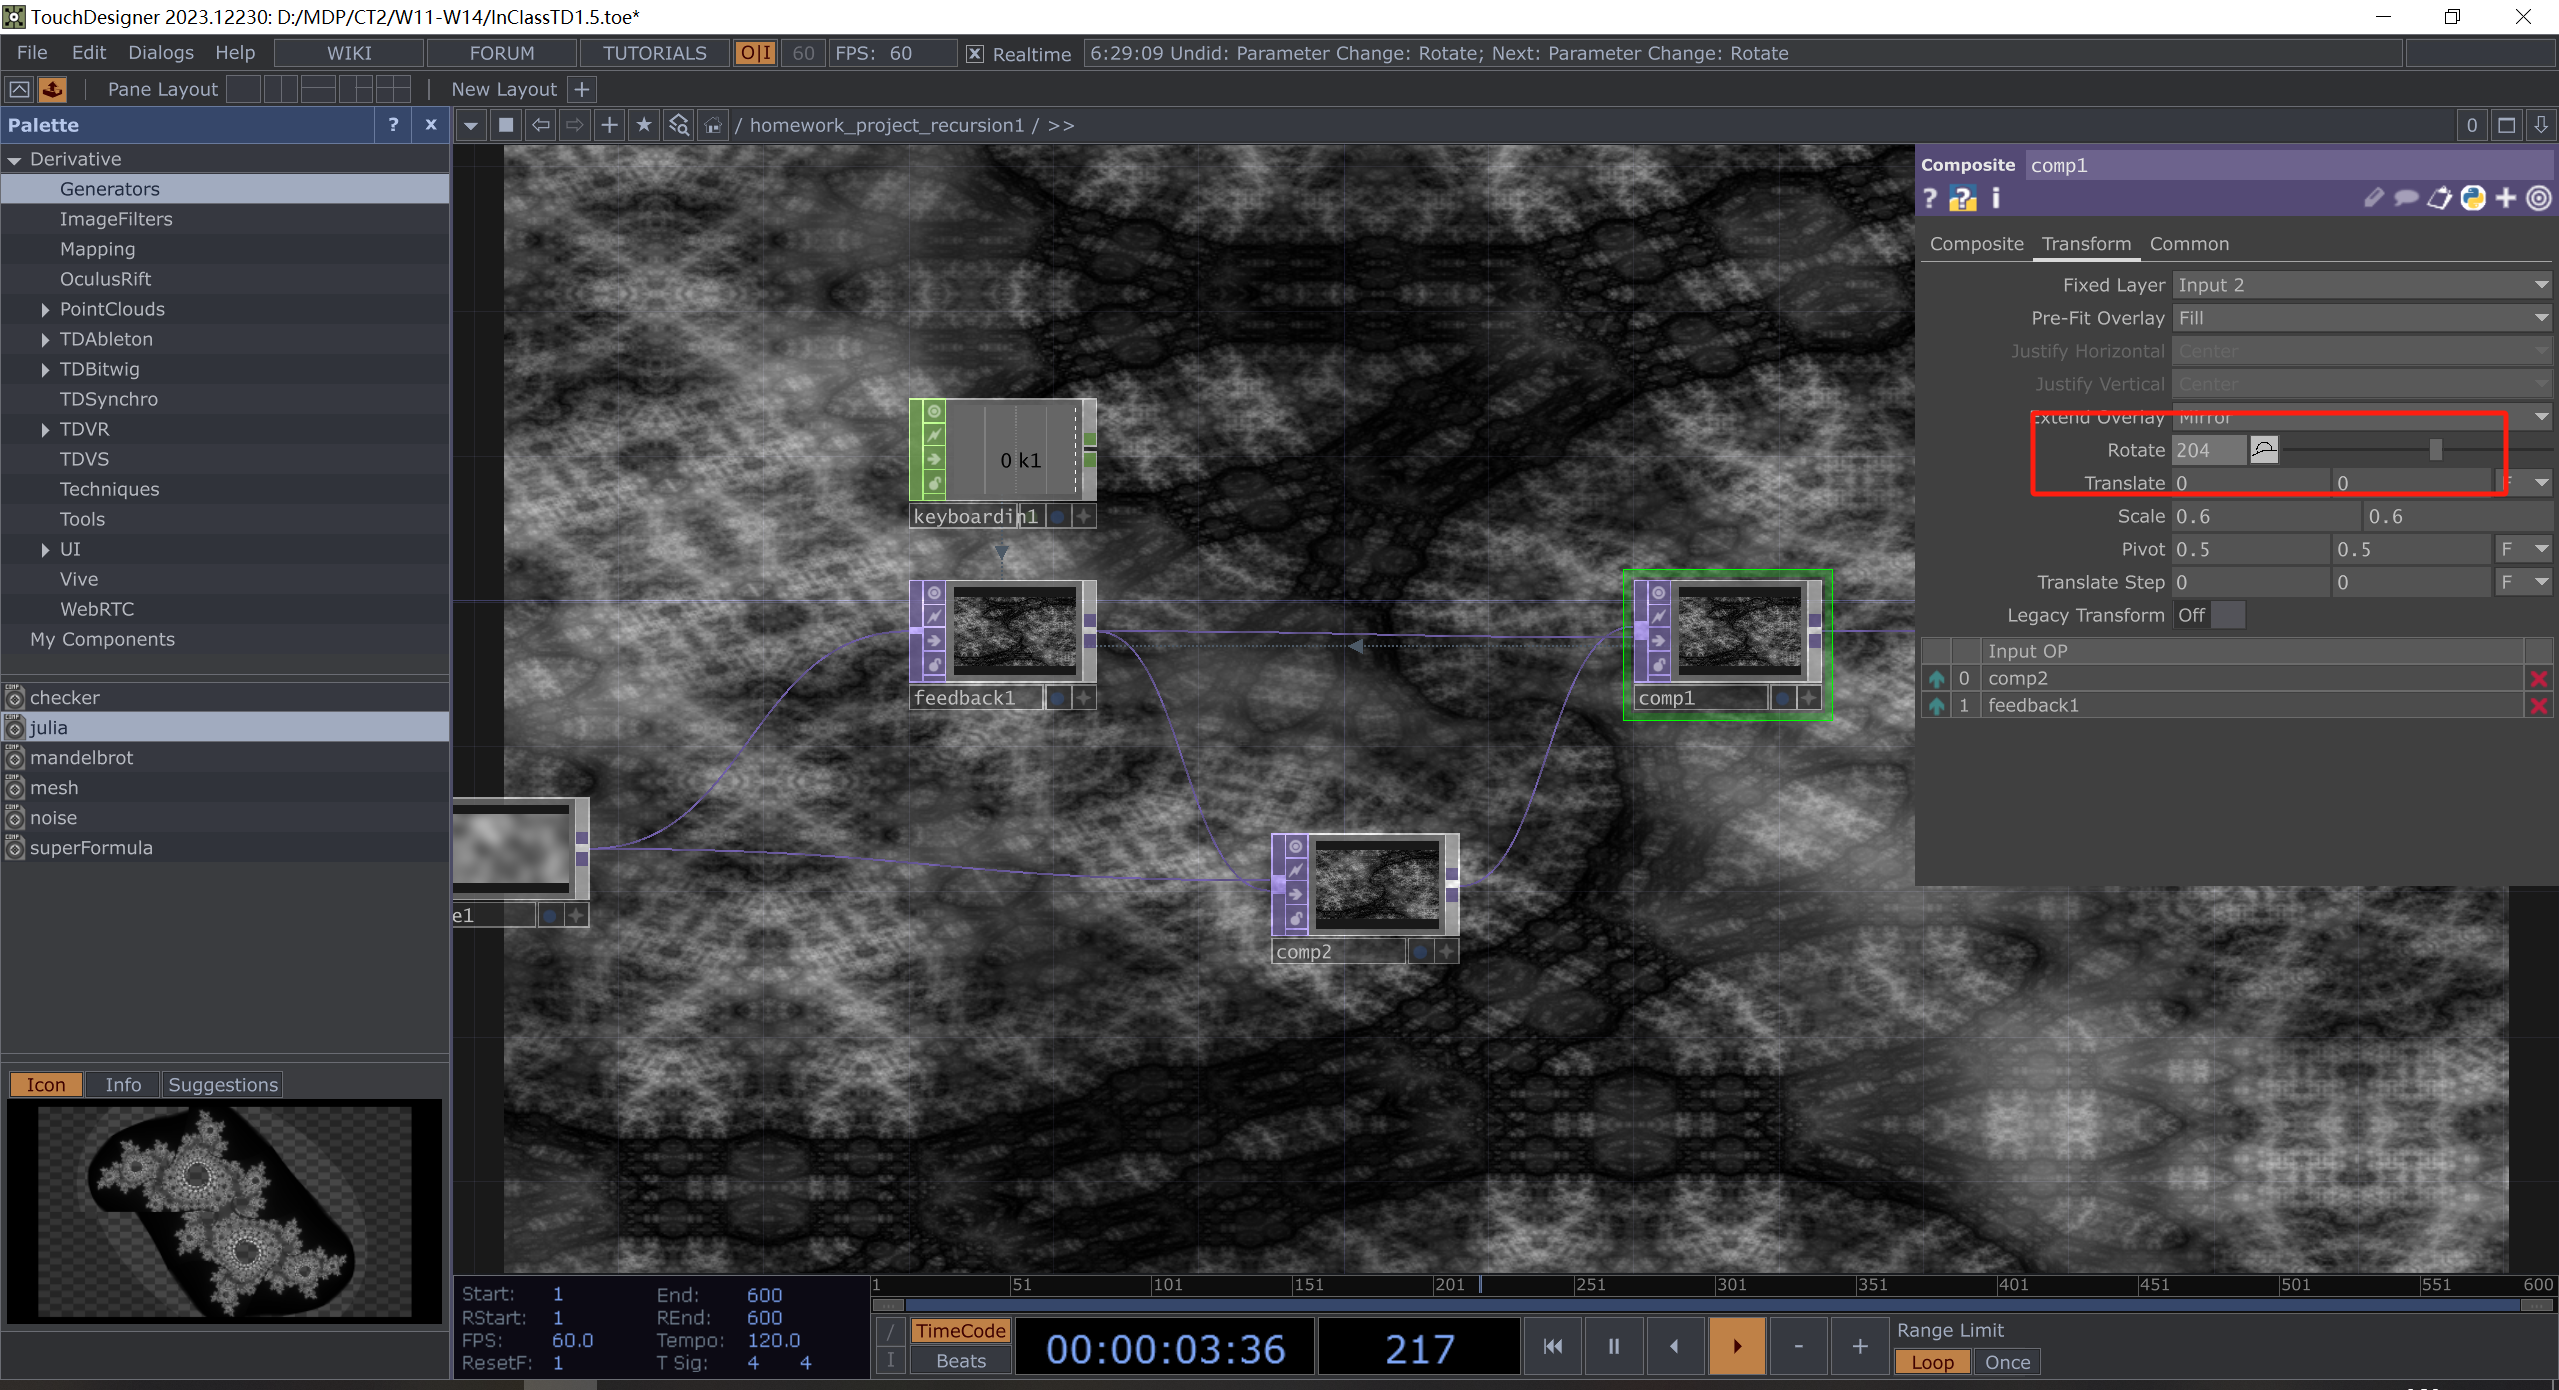 TouchDesigner 2023.12230: D:/MDP/CT2/W11-W14/InClassTD1.5.toe*
File Edit Dialogs Help WIKI FORUM TUTORIALS O|I 60 FPS: 60 Realtime 6:29:09 Undid: Parameter Change: Rotate; Next: Parameter Change: Rotate
Pane Layout New Layout +
Palette ? x
/ homework_project_recursion1 / >> 0
Derivative
Generators
ImageFilters
Mapping
OculusRift
PointClouds
TDAbleton
TDBitwig
TDSynchro
TDVR
TDVS
Techniques
Tools
UI
Vive
WebRTC
My Components
checker
julia
mandelbrot
mesh
noise
superFormula
Icon Info Suggestions
0 k1
keyboardin1
feedback1
comp1
comp2
e1
Composite comp1
Composite Transform Common
Fixed Layer Input 2
Pre-Fit Overlay Fill
Justify Horizontal Center
Justify Vertical Center
Extend Overlay Mirror
Rotate 204
Translate 0 0 F
Scale 0.6 0.6
Pivot 0.5 0.5 F
Translate Step 0 0 F
Legacy Transform Off
Input OP
0 comp2
1 feedback1
Start: 1 End: 600
RStart: 1 REnd: 600
FPS: 60.0 Tempo: 120.0
ResetF: 1 T Sig: 4 4
1 51 101 151 201 251 301 351 401 451 501 551 600
TimeCode
Beats
00:00:03:36
217
Range Limit
Loop Once